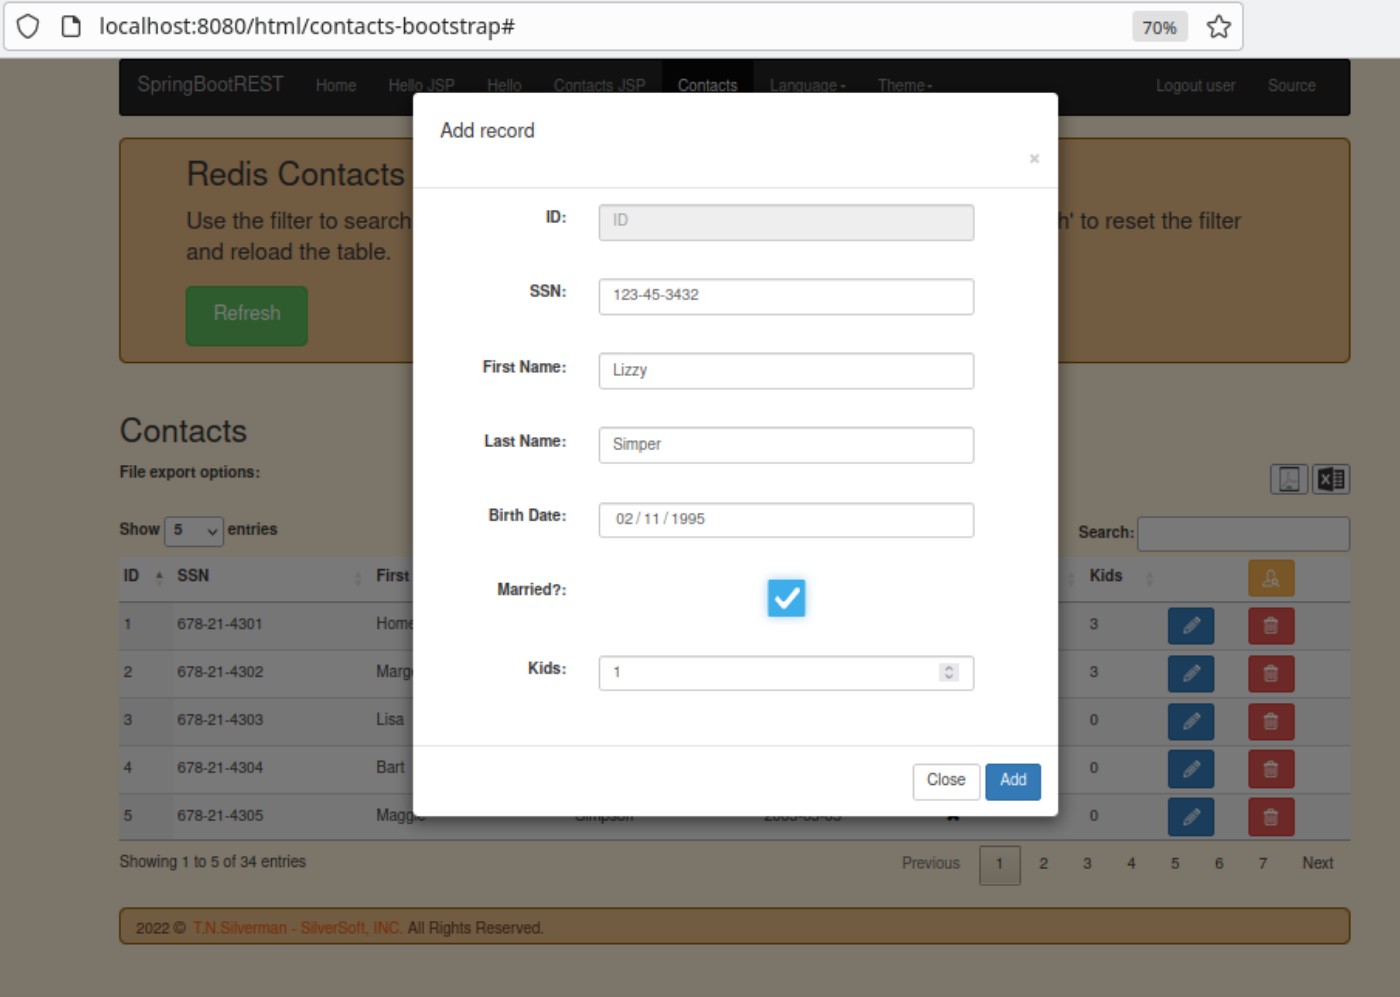 localhost:8080/html/contacts-bootstrap# 70%
SpringBootREST Home Hello JSP Hello Contacts JSP Contacts Language Theme Logout user Source
Add record
×
Redis Contacts
ID: ID
Use the filter to search h' to reset the filter
and reload the table.
SSN: 123-45-3432
Refresh
First Name: Lizzy
Last Name: Simper
Contacts
File export options:
Birth Date: 02 / 11 / 1995
Show 5 entries Search:
ID SSN First Kids
Married?:
1 678-21-4301 Home 3
2 678-21-4302 Marg 3
Kids: 1
3 678-21-4303 Lisa 0
4 678-21-4304 Bart 0
Close Add
5 678-21-4305 Maggie Simpson 0
Showing 1 to 5 of 34 entries Previous 1 2 3 4 5 6 7 Next
2022 © T.N.Silverman - SilverSoft, INC. All Rights Reserved.